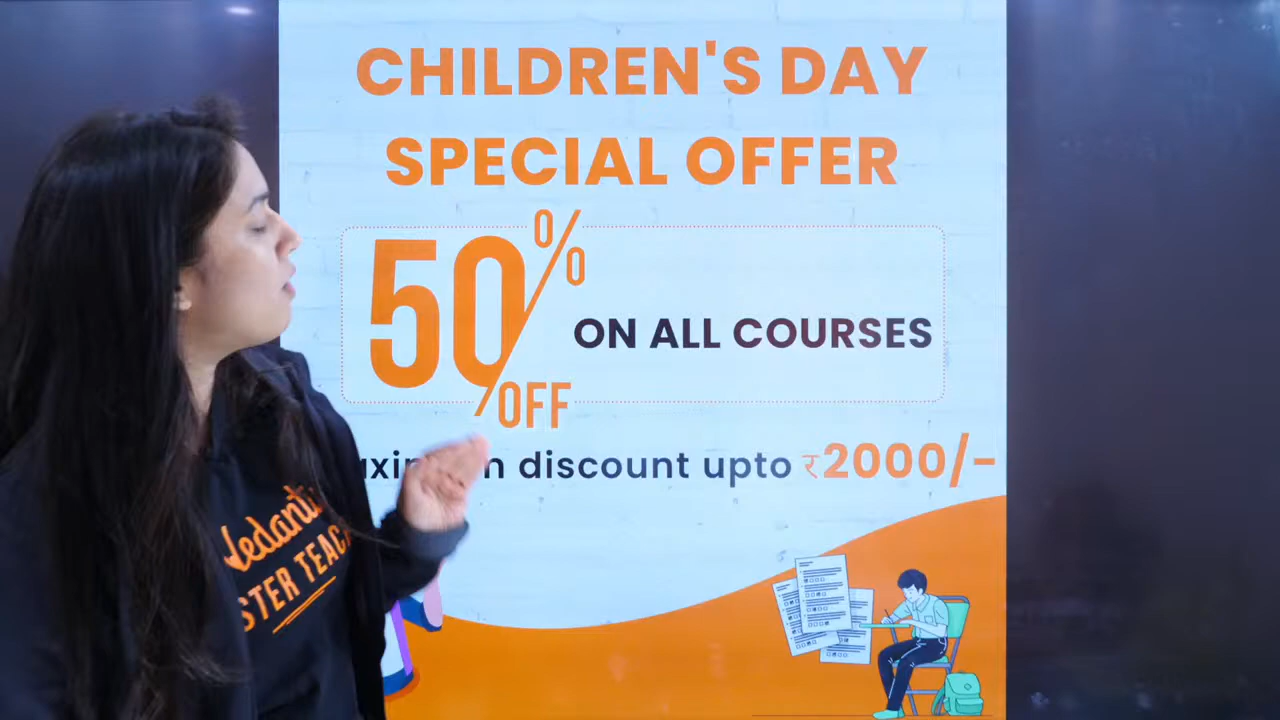 CHILDREN'S DAY
SPECIAL OFFER
50% OFF
ON ALL COURSES
discount upto ₹2000/-